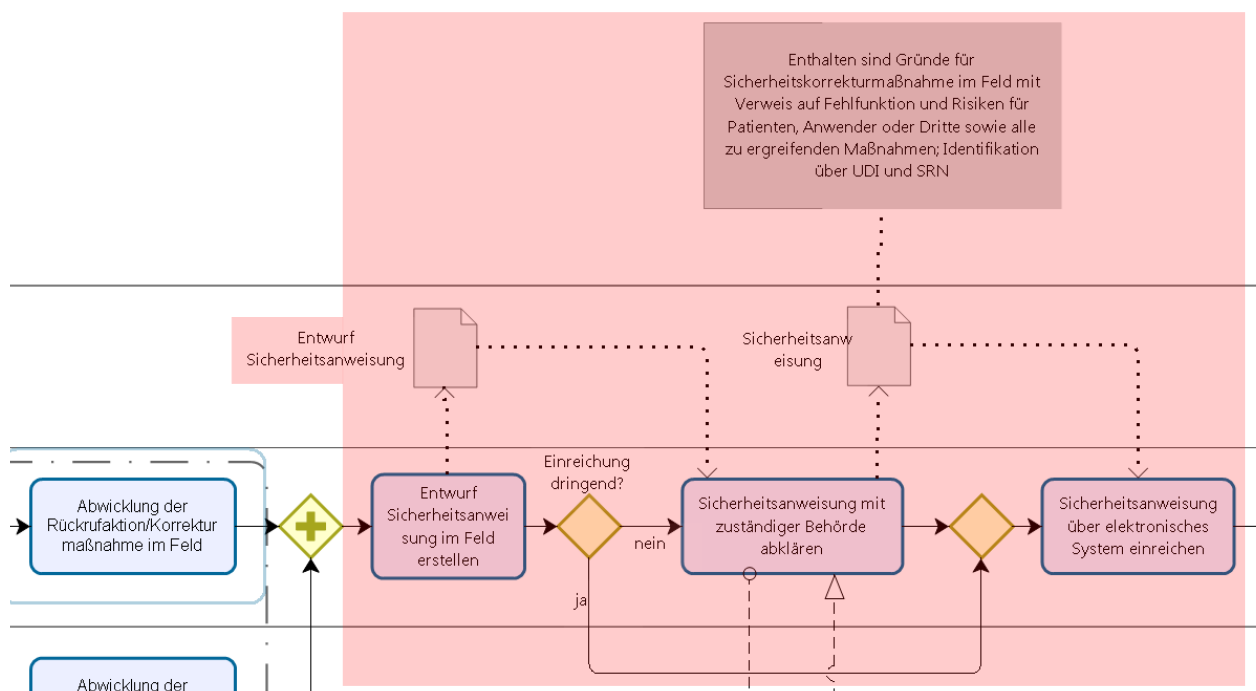 Enthalten sind Gründe für
Sicherheitskorrekturmaßnahme im Feld mit
Verweis auf Fehlfunktion und Risiken für
Patienten, Anwender oder Dritte sowie alle
zu ergreifenden Maßnahmen; Identifikation
über UDI und SRN
Entwurf
Sicherheitsanweisung
Sicherheitsanw
eisung
Abwicklung der
Rückrufaktion/Korrektur
maßnahme im Feld
Entwurf
Sicherheitsanwei
sung im Feld
erstellen
Einreichung
dringend?
nein
ja
Sicherheitsanweisung mit
zuständiger Behörde
abklären
Sicherheitsanweisung
über elektronisches
System einreichen
Abwicklung der